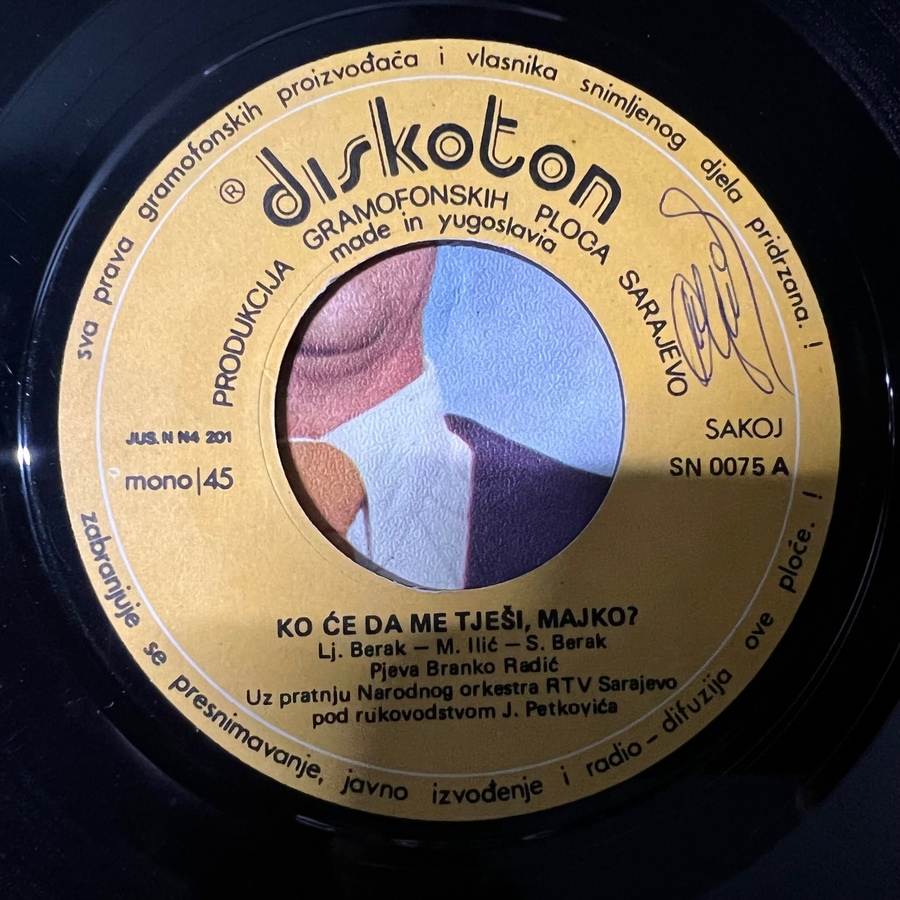 sva prava gramofonskih proizvođača i vlasnika snimljenog djela pridrzana. !
® diskoton
PRODUKCIJA GRAMOFONSKIH PLOCA SARAJEVO
made in yugoslavia
JUS. N N4 201
mono|45
SAKOJ
SN 0075 A
KO ĆE DA ME TJEŠI, MAJKO?
Lj. Berak — M. Ilić — S. Berak
Pjeva Branko Radić
Uz pratnju Narodnog orkestra RTV Sarajevo
pod rukovodstvom J. Petkovića
zabranjuje se presnimavanje, javno izvođenje i radio – difuzija ove ploče. !